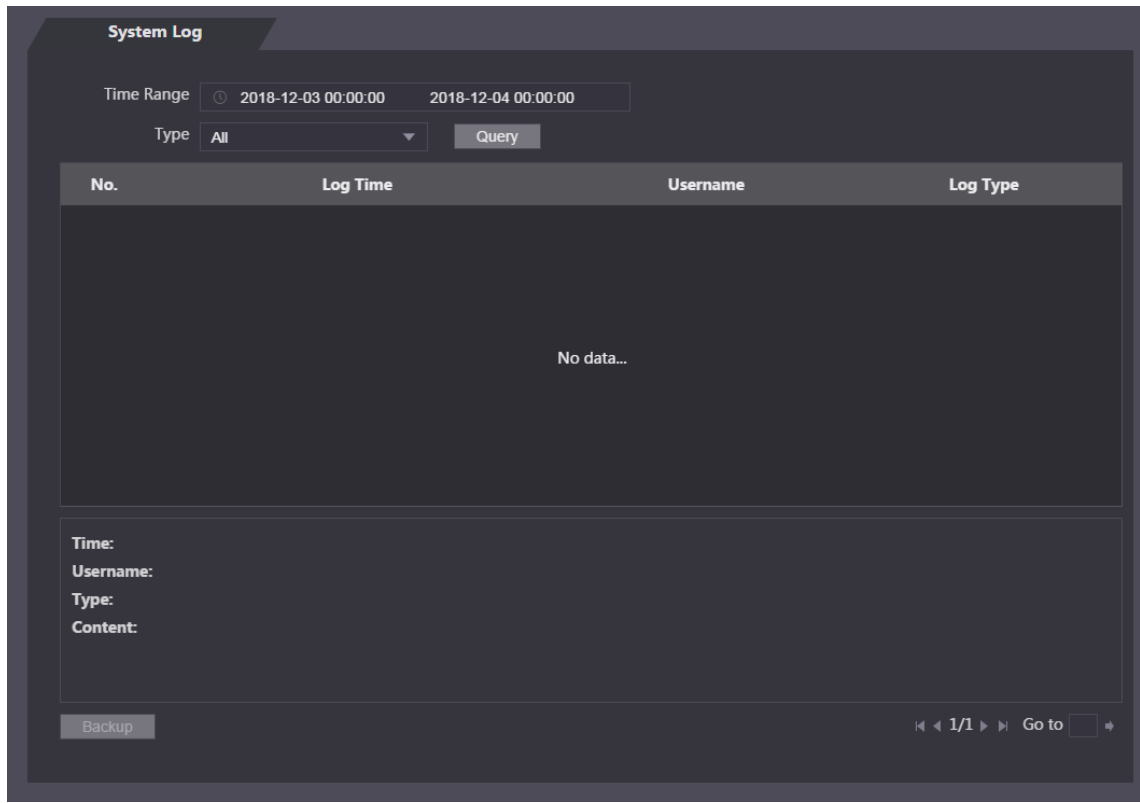 System Log
Time Range 2018-12-03 00:00:00 2018-12-04 00:00:00
Type All Query
No. Log Time Username Log Type
No data...
Time:
Username:
Type:
Content:
Backup 1/1 Go to